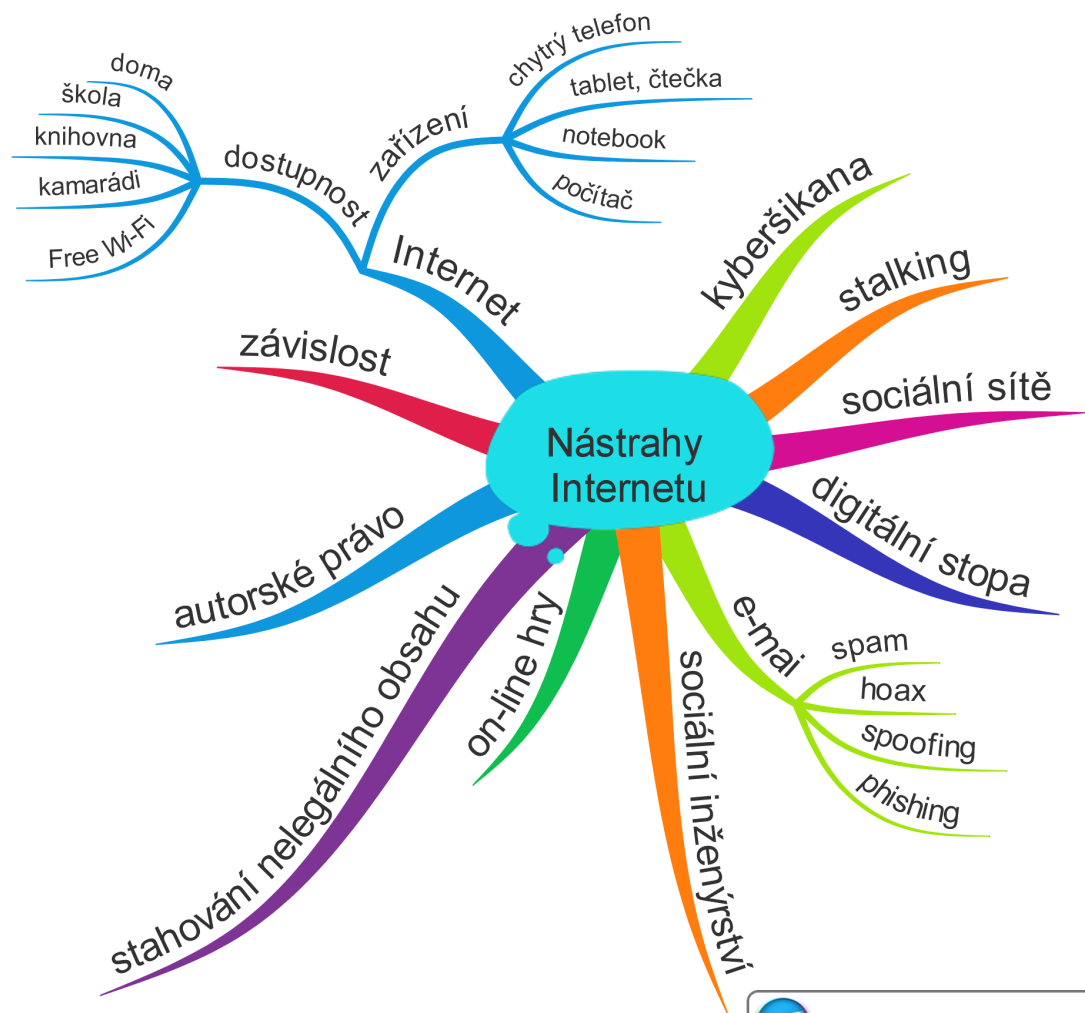 Nástrahy
Internetu
Internet
dostupnost
doma
škola
knihovna
kamarádi
Free Wi-Fi
zařízení
chytrý telefon
tablet, čtečka
notebook
počítač
kyberšikana
stalking
sociální sítě
digitální stopa
e-mai
spam
hoax
spoofing
phishing
sociální inženýrství
on-line hry
stahování nelegálního obsahu
autorské právo
závislost